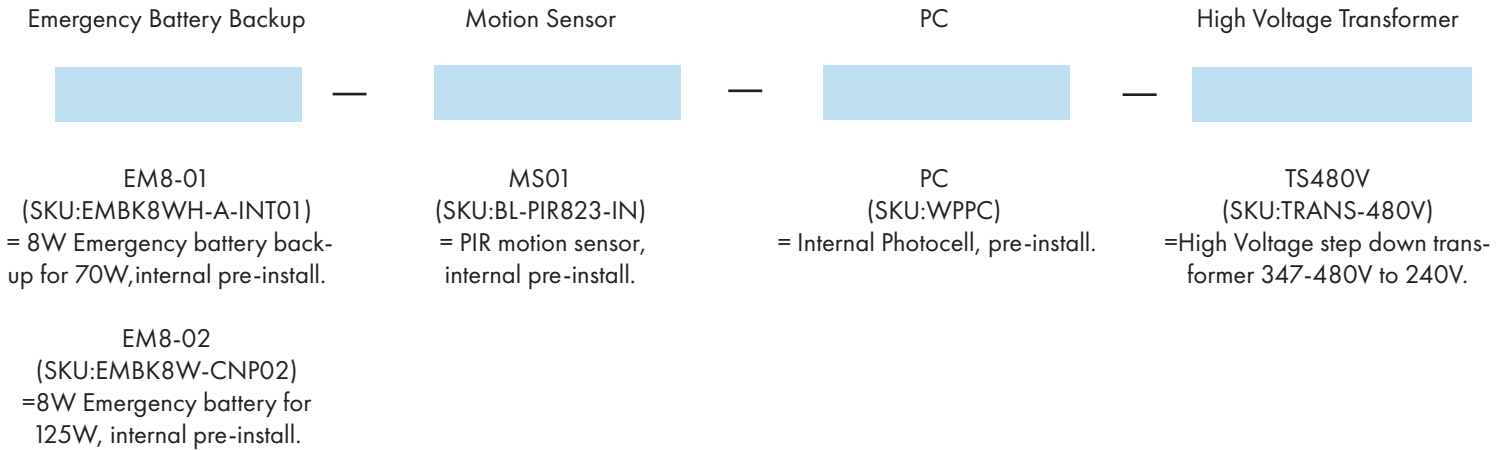 Emergency Battery Backup
Motion Sensor
PC
High Voltage Transformer
— — —
EM8-01
(SKU:EMBK8WH-A-INT01)
= 8W Emergency battery back-
up for 70W,internal pre-install.
EM8-02
(SKU:EMBK8W-CNP02)
=8W Emergency battery for
125W, internal pre-install.
MS01
(SKU:BL-PIR823-IN)
= PIR motion sensor,
internal pre-install.
PC
(SKU:WPPC)
= Internal Photocell, pre-install.
TS480V
(SKU:TRANS-480V)
=High Voltage step down trans-
former 347-480V to 240V.